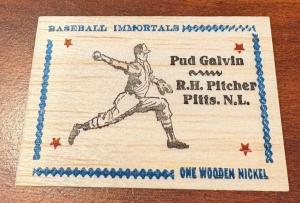 BASEBALL IMMORTALS
Pud Galvin
R.H. Pitcher
Pitts. N.L.
ONE WOODEN NICKEL